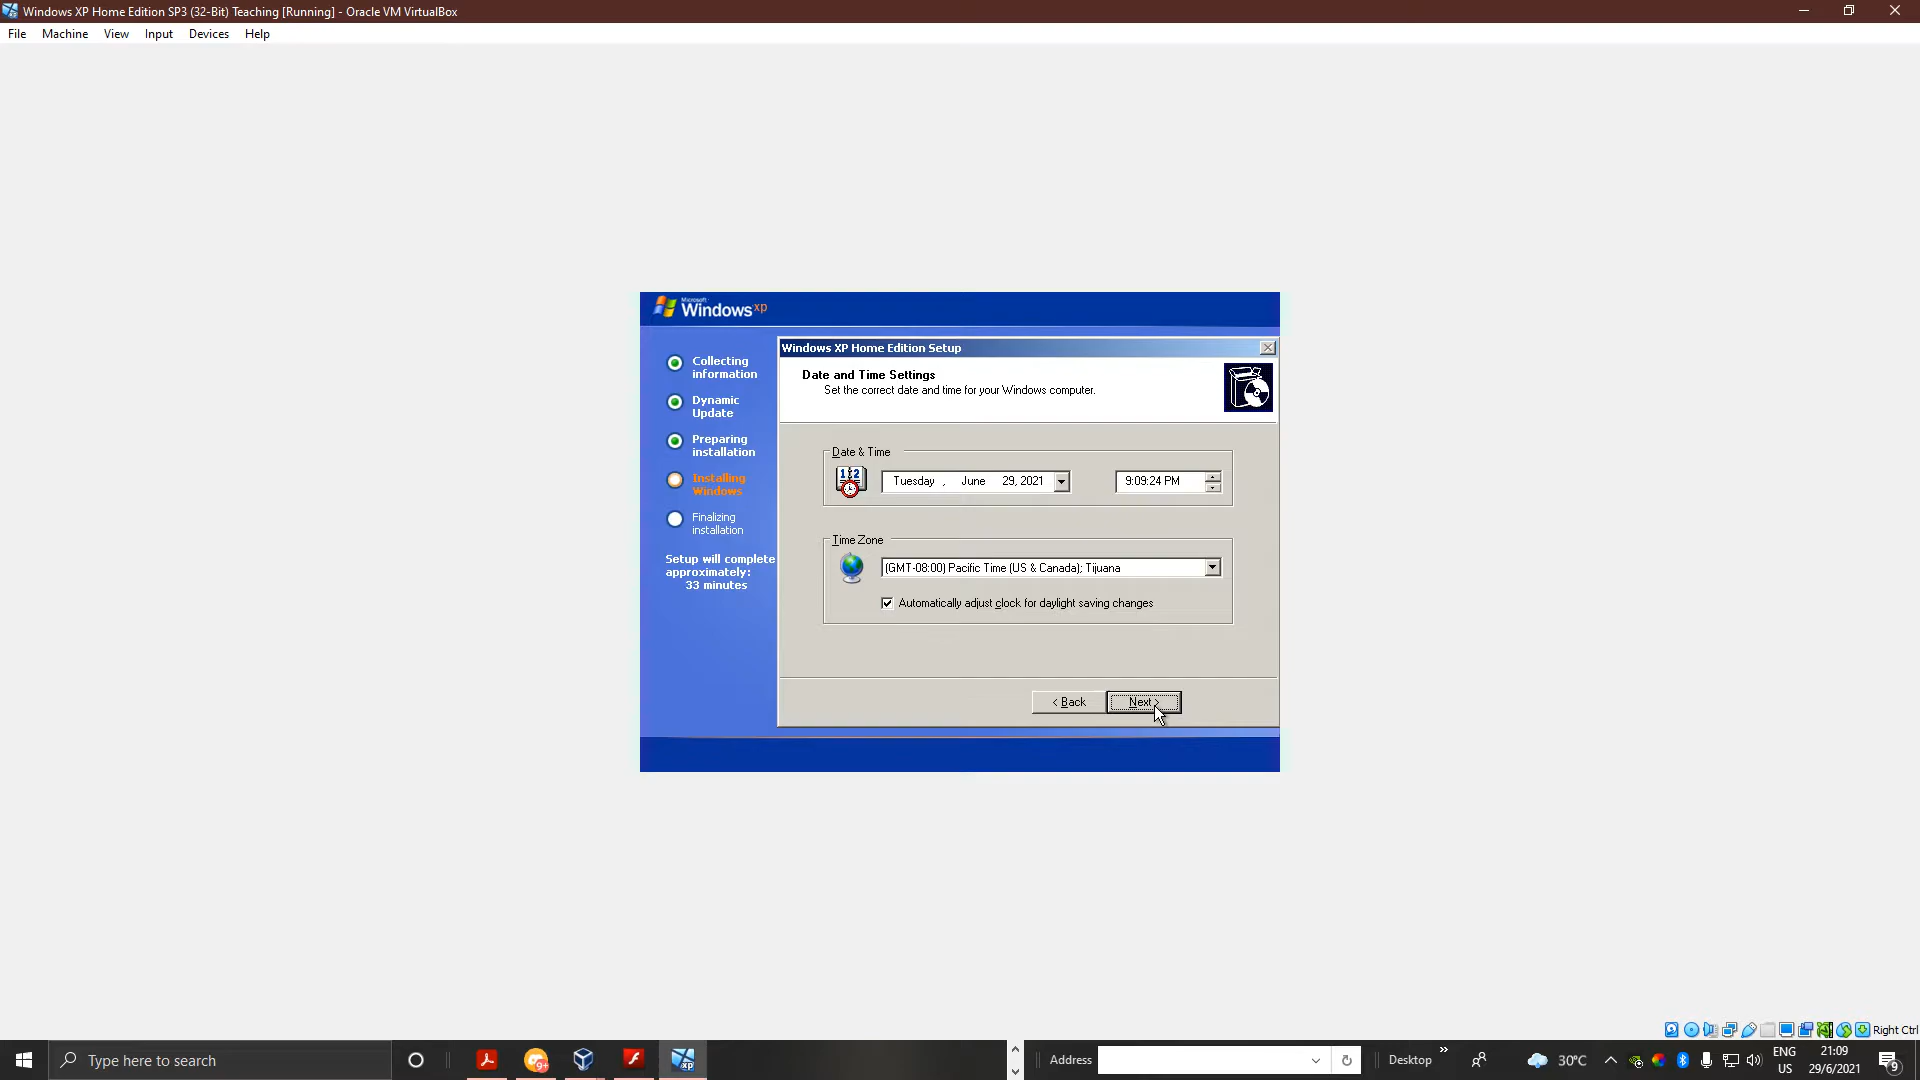 Windows XP Home Edition SP3 (32-Bit) Teaching [Running] - Oracle VM VirtualBox
File Machine View Input Devices Help
Microsoft
Windows xp
Collecting
information
Dynamic
Update
Preparing
installation
Installing
Windows
Finalizing
installation
Setup will complete
approximately:
33 minutes
Windows XP Home Edition Setup
Date and Time Settings
Set the correct date and time for your Windows computer.
Date & Time
12
Tuesday , June 29, 2021
9:09:24 PM
Time Zone
(GMT-08:00) Pacific Time (US & Canada); Tijuana
Automatically adjust clock for daylight saving changes
< Back
Next >
Right Ctrl
Type here to search
9+
xp
Address
Desktop
30°C
ENG
US
21:09
29/6/2021
9